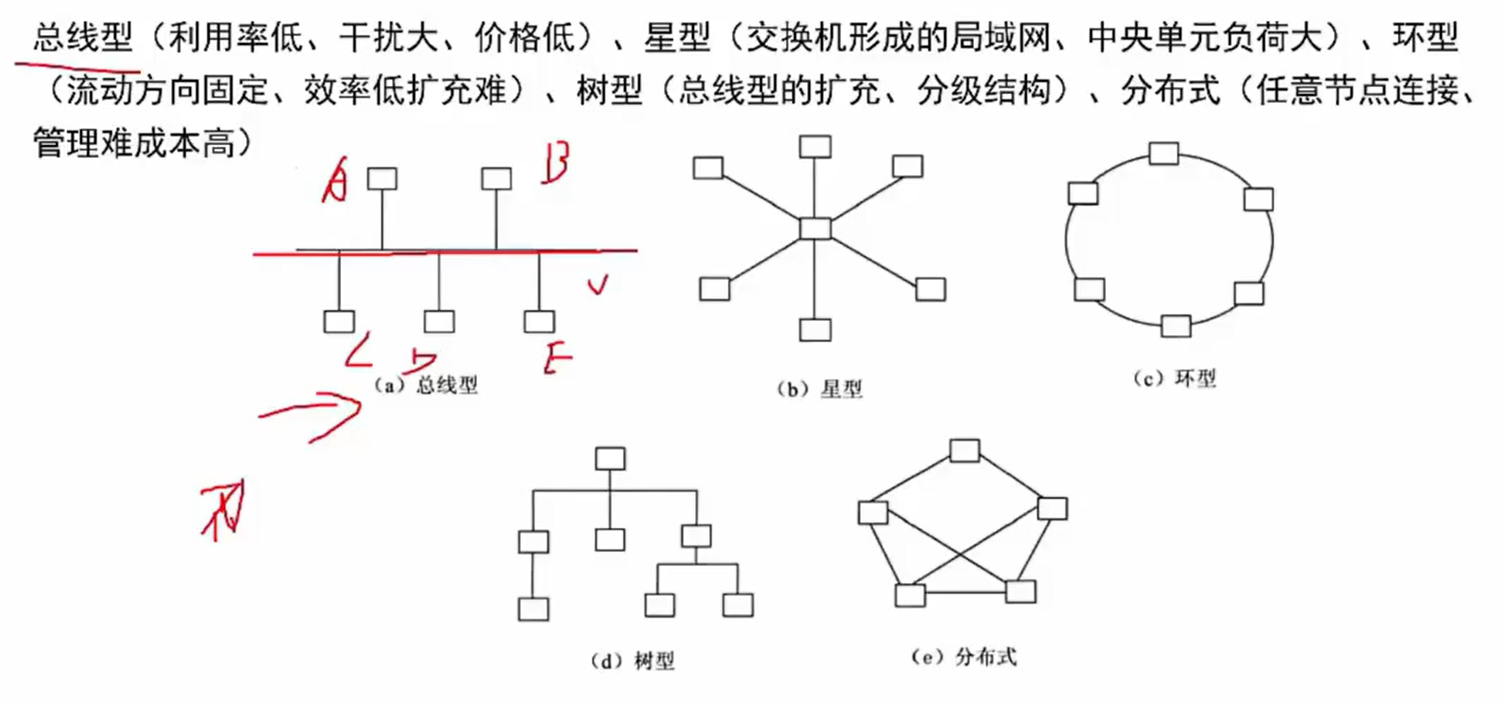 总线型（利用率低、干扰大、价格低）、星型（交换机形成的局域网、中央单元负荷大）、环型
（流动方向固定、效率低扩充难）、树型（总线型的扩充、分级结构）、分布式（任意节点连接、
管理难成本高）
A
B
C
D
E
（a）总线型
（b）星型
（c）环型
（d）树型
（e）分布式